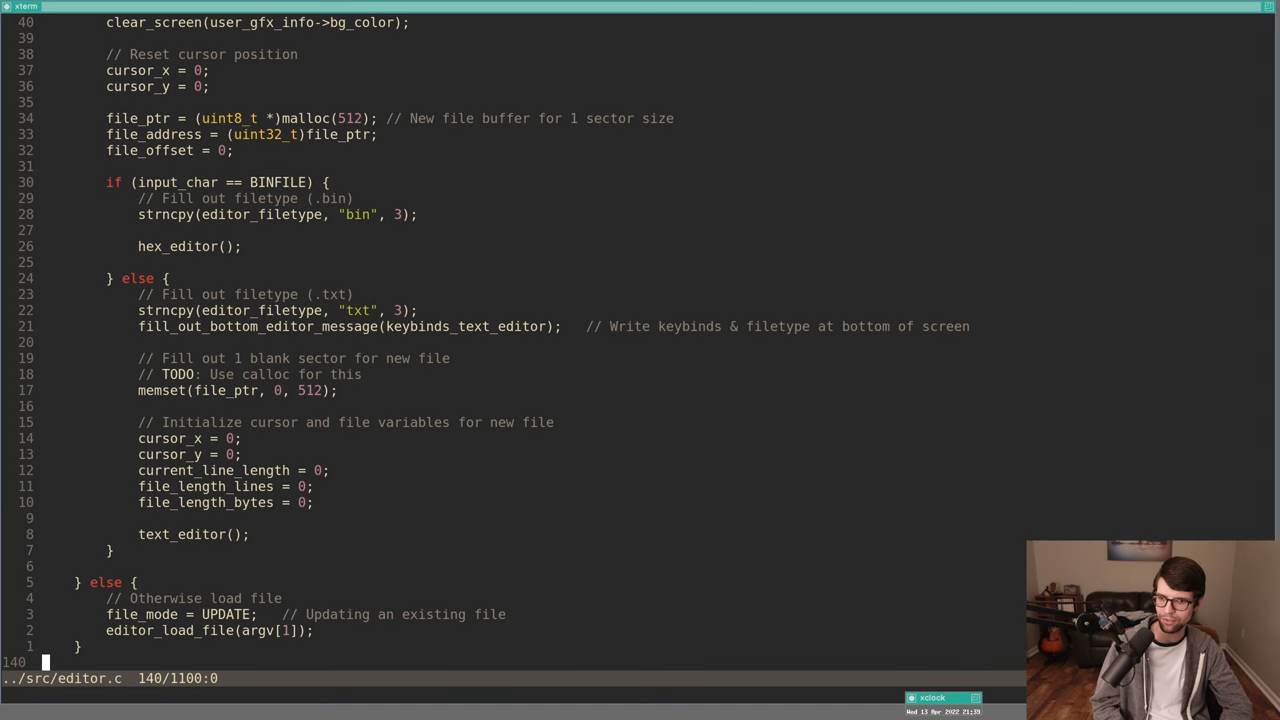 xterm
40         clear_screen(user_gfx_info->bg_color);
39
38         // Reset cursor position
37         cursor_x = 0;
36         cursor_y = 0;
35
34         file_ptr = (uint8_t *)malloc(512); // New file buffer for 1 sector size
33         file_address = (uint32_t)file_ptr;
32         file_offset = 0;
31
30         if (input_char == BINFILE) {
29             // Fill out filetype (.bin)
28             strncpy(editor_filetype, "bin", 3);
27
26             hex_editor();
25
24         } else {
23             // Fill out filetype (.txt)
22             strncpy(editor_filetype, "txt", 3);
21             fill_out_bottom_editor_message(keybinds_text_editor);   // Write keybinds & filetype at bottom of screen
20
19             // Fill out 1 blank sector for new file
18             // TODO: Use calloc for this
17             memset(file_ptr, 0, 512);
16
15             // Initialize cursor and file variables for new file
14             cursor_x = 0;
13             cursor_y = 0;
12             current_line_length = 0;
11             file_length_lines = 0;
10             file_length_bytes = 0;
9
8             text_editor();
7         }
6
5     } else {
4         // Otherwise load file
3         file_mode = UPDATE;   // Updating an existing file
2         editor_load_file(argv[1]);
1     }
140
../src/editor.c  140/1100:0
xclock
Wed 13 Apr 2022 21:39